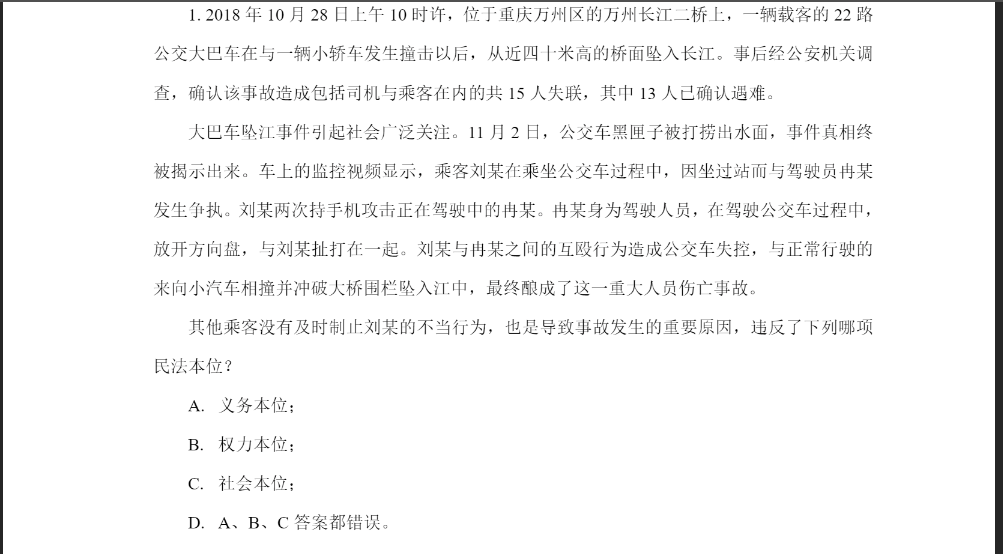 1. 2018 年 10 月 28 日上午 10 时许，位于重庆万州区的万州长江二桥上，一辆载客的 22 路
公交大巴车在与一辆小轿车发生撞击以后，从近四十米高的桥面坠入长江。事后经公安机关调
查，确认该事故造成包括司机与乘客在内的共 15 人失联，其中 13 人已确认遇难。
大巴车坠江事件引起社会广泛关注。11 月 2 日，公交车黑匣子被打捞出水面，事件真相终
被揭示出来。车上的监控视频显示，乘客刘某在乘坐公交车过程中，因坐过站而与驾驶员冉某
发生争执。刘某两次持手机攻击正在驾驶中的冉某。冉某身为驾驶人员，在驾驶公交车过程中，
放开方向盘，与刘某扯打在一起。刘某与冉某之间的互殴行为造成公交车失控，与正常行驶的
来向小汽车相撞并冲破大桥围栏坠入江中，最终酿成了这一重大人员伤亡事故。
其他乘客没有及时制止刘某的不当行为，也是导致事故发生的重要原因，违反了下列哪项
民法本位？
A. 义务本位；
B. 权力本位；
C. 社会本位；
D. A、B、C 答案都错误。